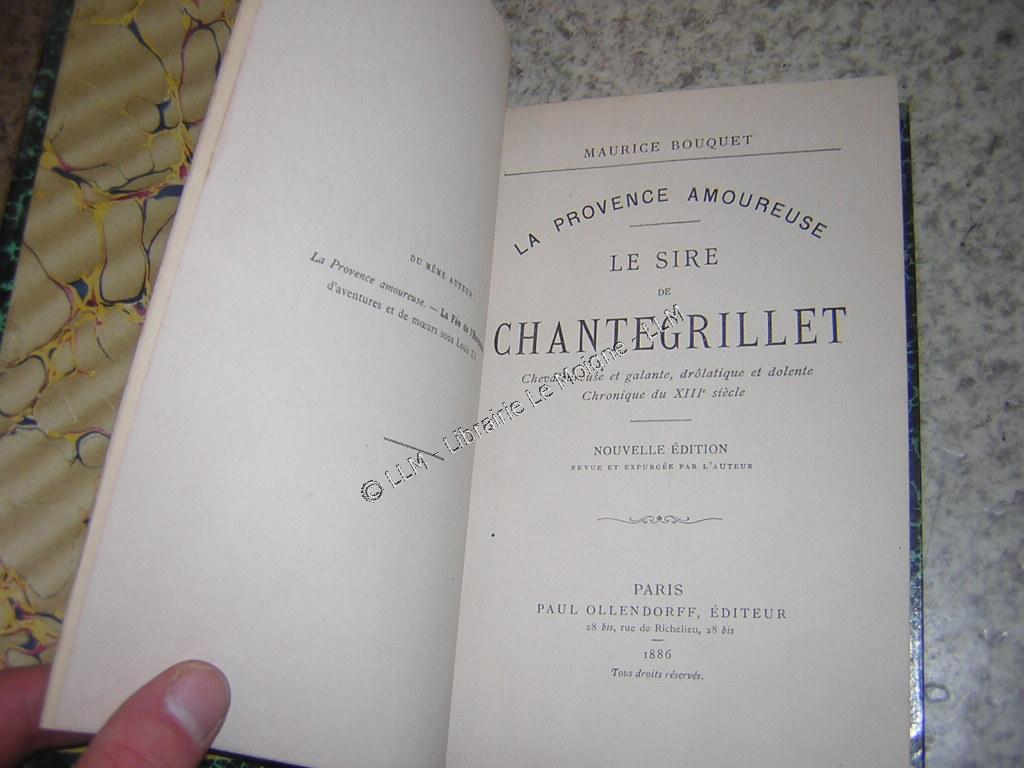 DU MÊME AUTEUR :
La Provence amoureuse. — La Fée de
d'aventures et de mœurs sous Louis
MAURICE BOUQUET
LA PROVENCE AMOUREUSE
LE SIRE
DE
CHANTEGRILLET
Chevaleresque et galante, drôlatique et dolente
Chronique du XIIIe siècle
NOUVELLE ÉDITION
REVUE ET EXPURGÉE PAR L'AUTEUR
PARIS
PAUL OLLENDORFF, ÉDITEUR
28 bis, rue de Richelieu, 28 bis
1886
Tous droits réservés.
© LLM - Librairie Le Moigne - LLM